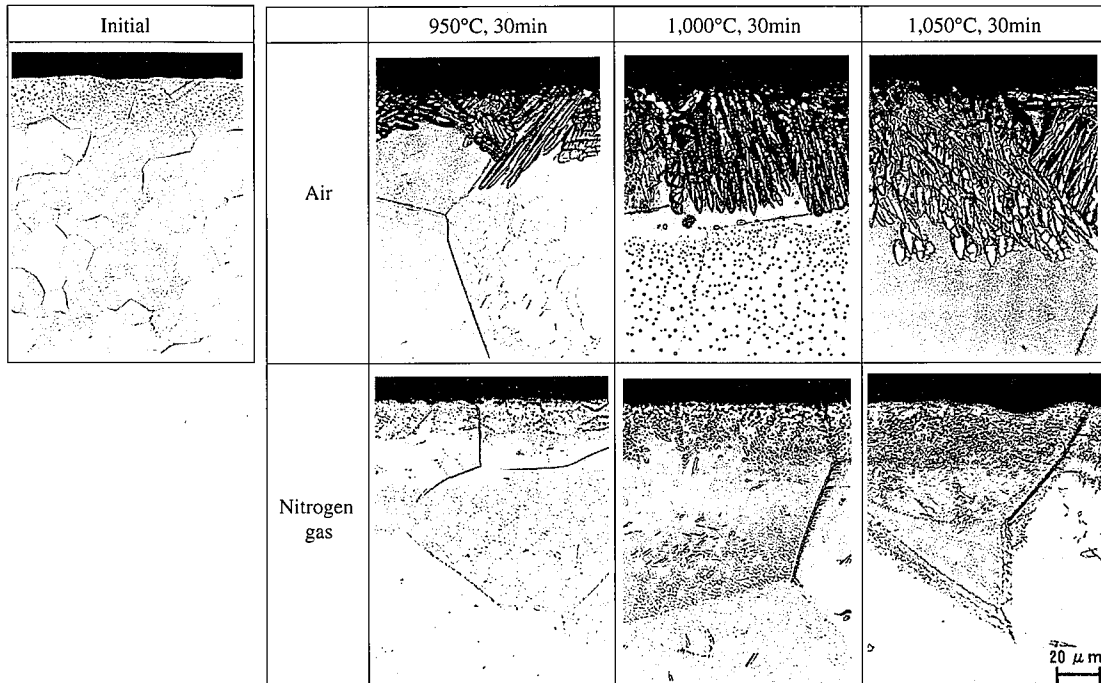 Initial
950°C, 30min
1,000°C, 30min
1,050°C, 30min
Air
Nitrogen
gas
20 μm